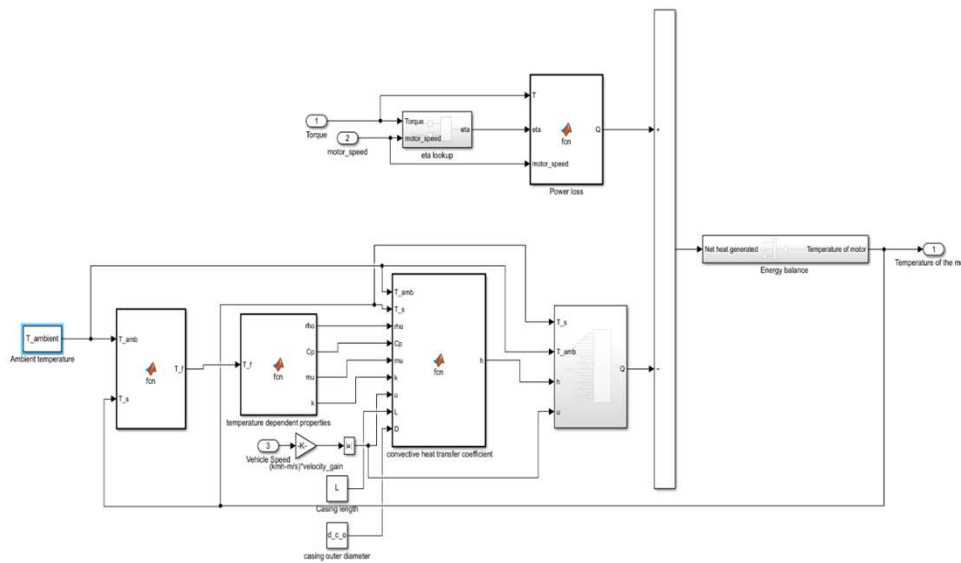 1
Torque
2
motor_speed
Torque
motor_speed
eta
eta lookup
T
eta
motor_speed
fcn
Q
Power loss
+
-
Net heat generated
Temperature of motor
Energy balance
1
Temperature of the m
T_ambient
Ambient temperature
T_amb
T_s
fcn
T_f
T_f
fcn
rho
Cp
mu
k
temperature dependent properties
3
Vehicle Speed
-K-
(kmh-m/s)*velocity_gain
|u|
L
Casing length
d_c_o
casing outer diameter
T_amb
T_s
rho
Cp
mu
k
u
L
D
fcn
h
convective heat transfer coefficient
T_s
T_amb
h
u
Q